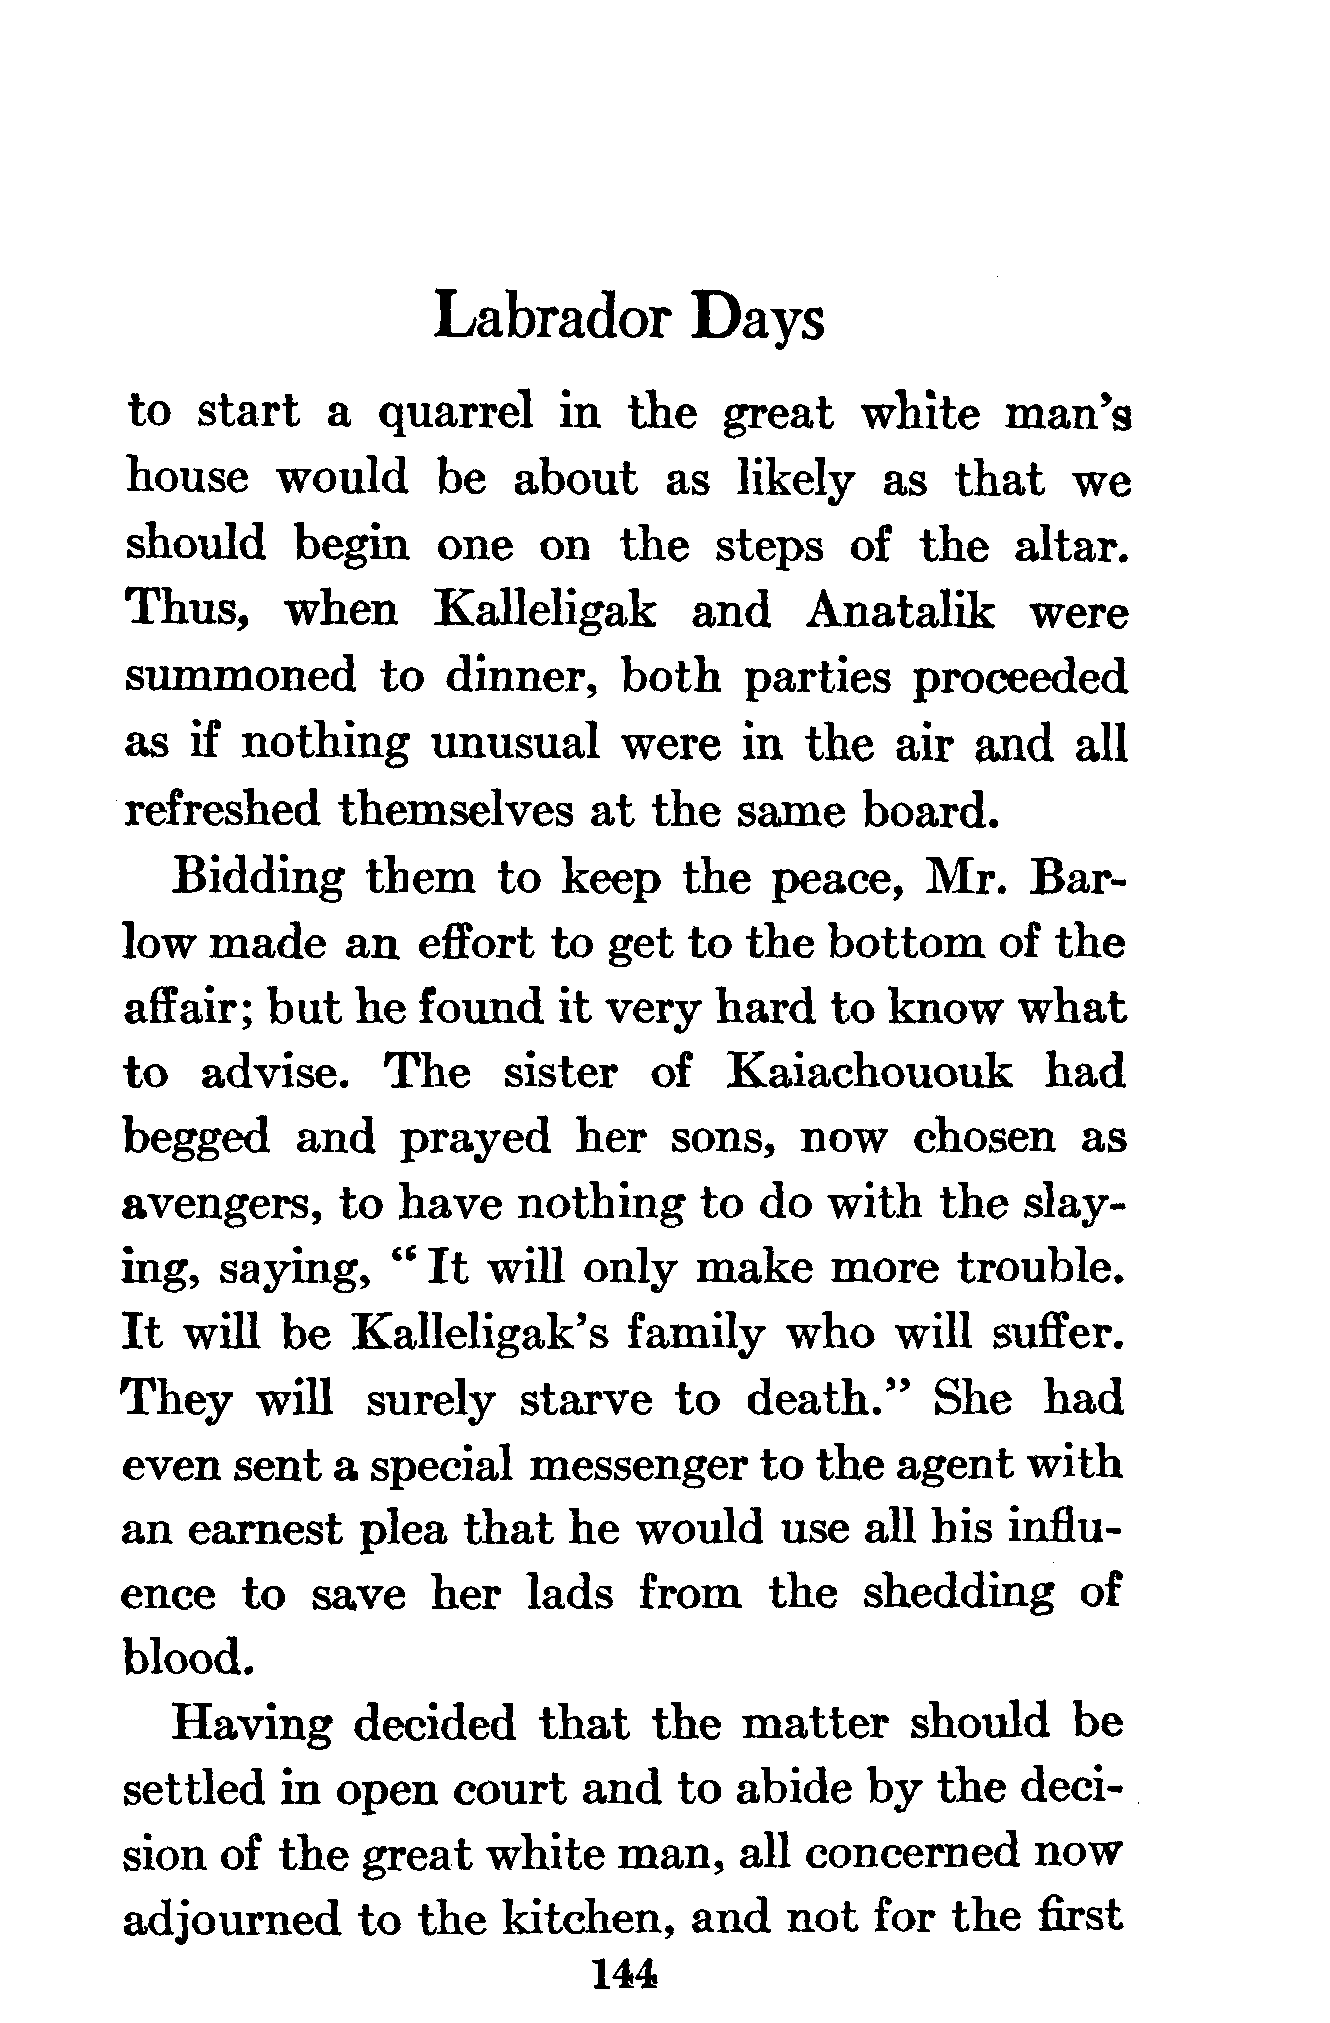 Labrador Days
to start a quarrel in the great white man's
house would be about as likely as that we
should begin one on the steps of the altar.
Thus, when Kalleligak and Anatalik were
summoned to dinner, both parties proceeded
as if nothing unusual were in the air and all
refreshed themselves at the same board.
Bidding them to keep the peace, Mr. Bar-
low made an effort to get to the bottom of the
affair; but he found it very hard to know what
to advise. The sister of Kaiachououk had
begged and prayed her sons, now chosen as
avengers, to have nothing to do with the slay-
ing, saying, “It will only make more trouble.
It will be Kalleligak's family who will suffer.
They will surely starve to death.” She had
even sent a special messenger to the agent with
an earnest plea that he would use all his influ-
ence to save her lads from the shedding of
blood.
Having decided that the matter should be
settled in open court and to abide by the deci-
sion of the great white man, all concerned now
adjourned to the kitchen, and not for the first
144